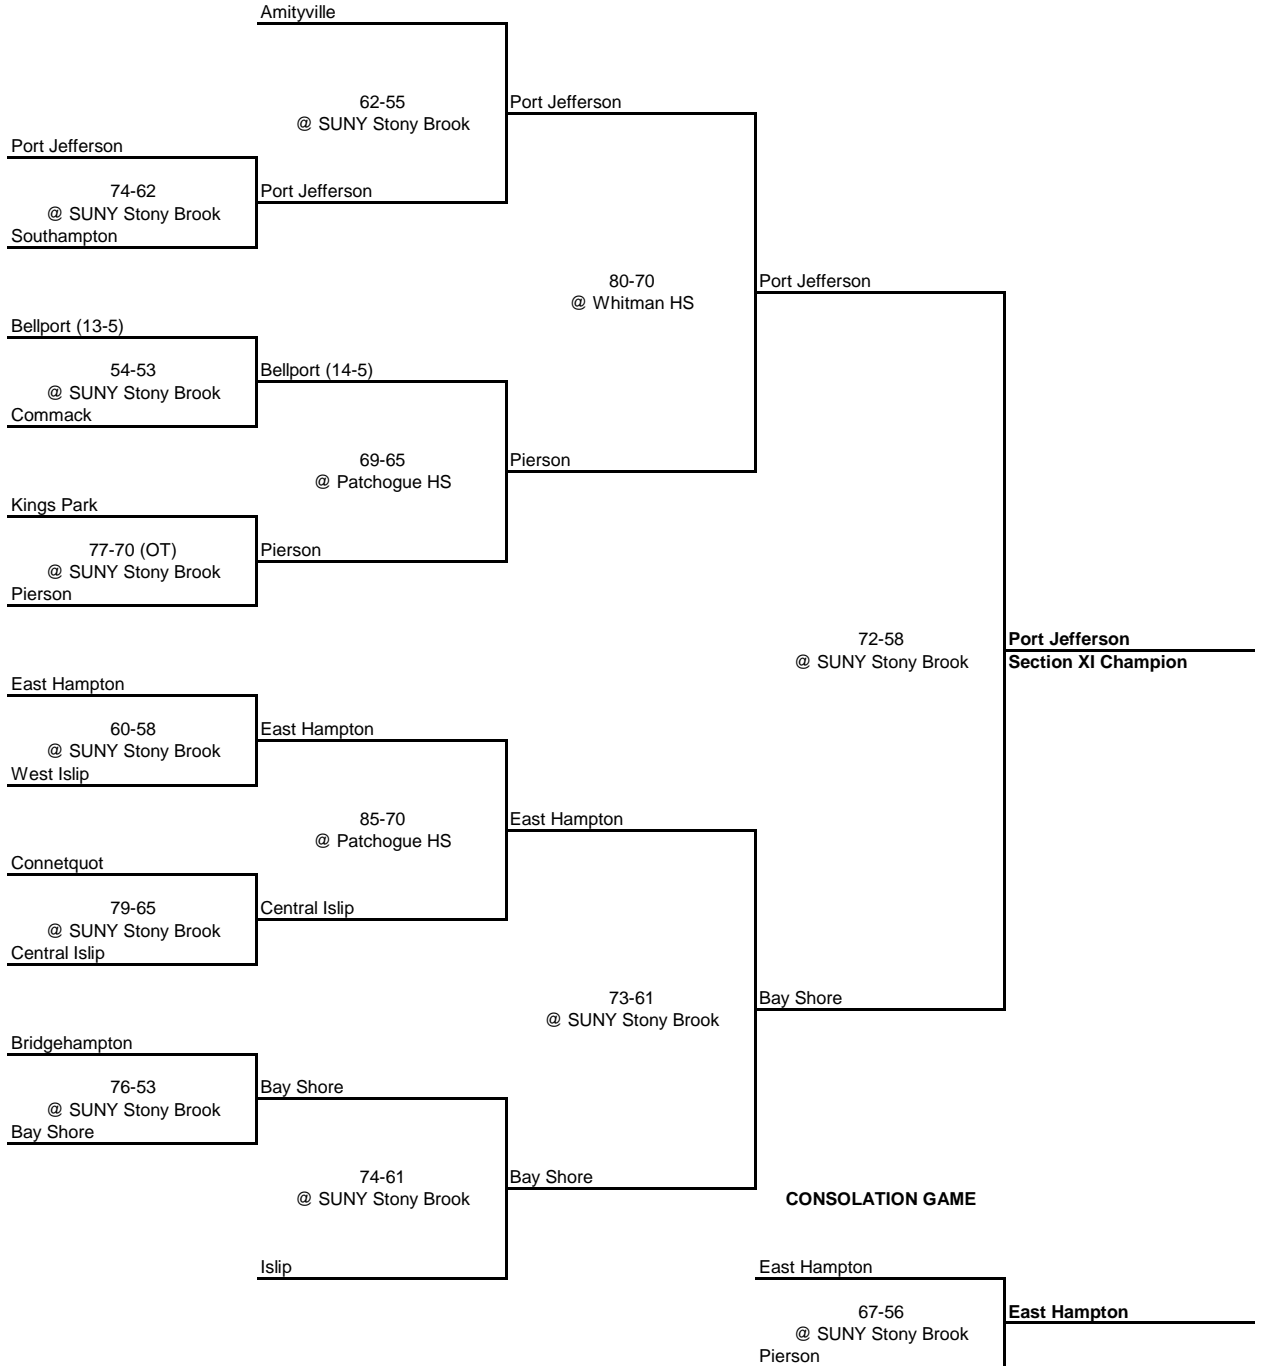 Amityville
62-55
@ SUNY Stony Brook
Port Jefferson
Port Jefferson
74-62
@ SUNY Stony Brook
Port Jefferson
Southampton
80-70
@ Whitman HS
Port Jefferson
Bellport (13-5)
54-53
@ SUNY Stony Brook
Bellport (14-5)
Commack
69-65
@ Patchogue HS
Pierson
Kings Park
77-70 (OT)
@ SUNY Stony Brook
Pierson
Pierson
72-58
@ SUNY Stony Brook
Port Jefferson
Section XI Champion
East Hampton
60-58
@ SUNY Stony Brook
East Hampton
West Islip
85-70
@ Patchogue HS
East Hampton
Connetquot
79-65
@ SUNY Stony Brook
Central Islip
Central Islip
73-61
@ SUNY Stony Brook
Bay Shore
Bridgehampton
76-53
@ SUNY Stony Brook
Bay Shore
Bay Shore
74-61
@ SUNY Stony Brook
Bay Shore
CONSOLATION GAME
Islip
East Hampton
67-56
@ SUNY Stony Brook
East Hampton
Pierson